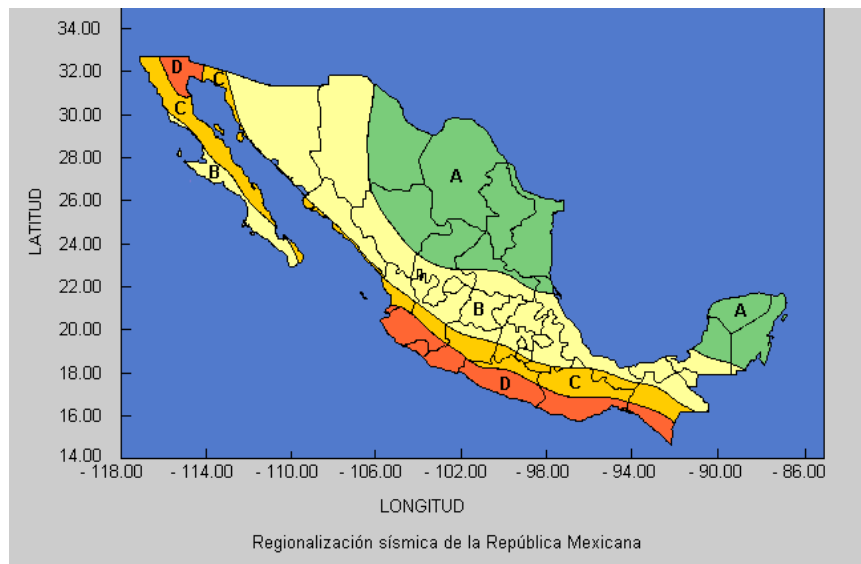 34.00
32.00
30.00
28.00
26.00
24.00
22.00
20.00
18.00
16.00
14.00
LATITUD
D
C
C
B
A
A
B
C
D
- 118.00
- 114.00
- 110.00
- 106.00
- 102.00
- 98.00
- 94.00
- 90.00
- 86.00
LONGITUD
Regionalización sísmica de la República Mexicana